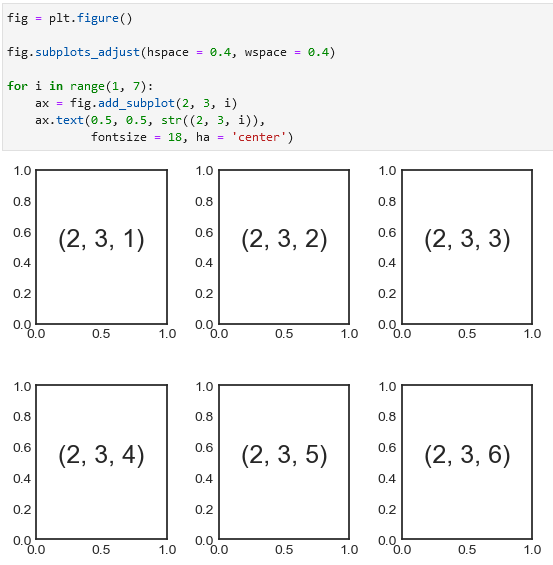 fig = plt.figure()
fig.subplots_adjust(hspace = 0.4, wspace = 0.4)
for i in range(1, 7):
    ax = fig.add_subplot(2, 3, i)
    ax.text(0.5, 0.5, str((2, 3, i)),
            fontsize = 18, ha = 'center')
1.0 1.0 1.0
0.8 0.8 0.8
0.6 (2, 3, 1) 0.6 (2, 3, 2) 0.6 (2, 3, 3)
0.4 0.4 0.4
0.2 0.2 0.2
0.0 0.0 0.0
0.0 0.5 1.0 0.0 0.5 1.0 0.0 0.5 1.0
1.0 1.0 1.0
0.8 0.8 0.8
0.6 (2, 3, 4) 0.6 (2, 3, 5) 0.6 (2, 3, 6)
0.4 0.4 0.4
0.2 0.2 0.2
0.0 0.0 0.0
0.0 0.5 1.0 0.0 0.5 1.0 0.0 0.5 1.0